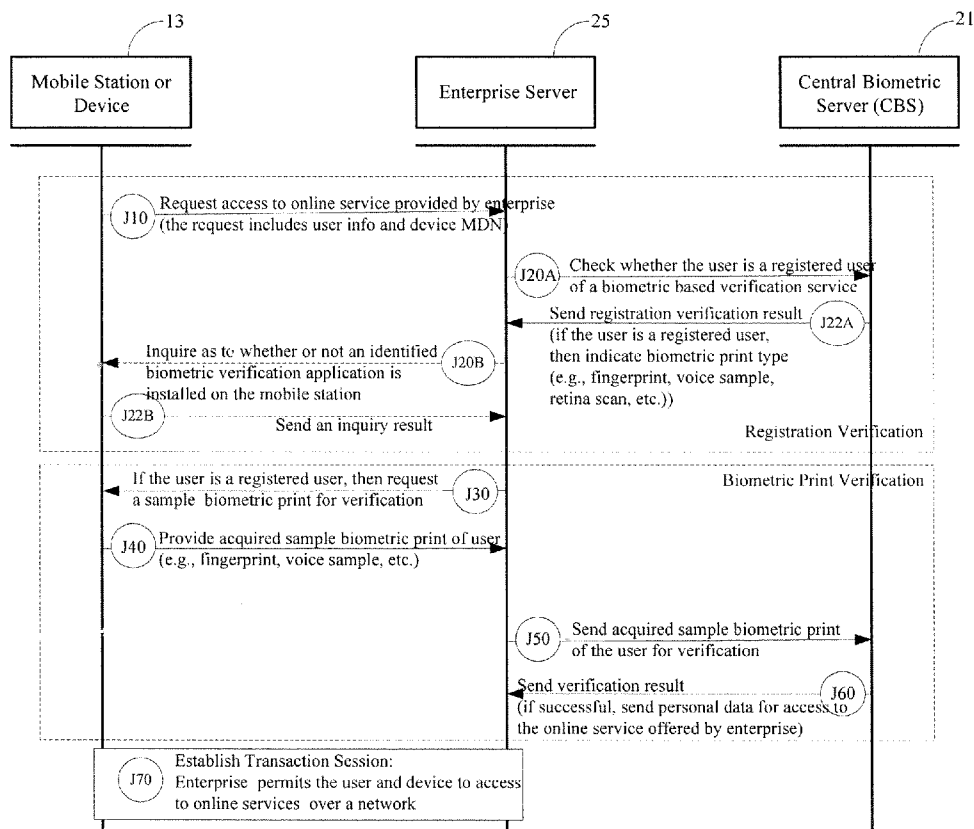 13
25
21
Mobile Station or
Device
Enterprise Server
Central Biometric
Server (CBS)
J10
Request access to online service provided by enterprise
(the request includes user info and device MDN)
J20A
Check whether the user is a registered user
of a biometric based verification service
Send registration verification result
(if the user is a registered user,
then indicate biometric print type
(e.g., fingerprint, voice sample,
retina scan, etc.))
J22A
Inquire as to whether or not an identified
biometric verification application is
installed on the mobile station
J20B
J22B
Send an inquiry result
Registration Verification
Biometric Print Verification
If the user is a registered user, then request
a sample biometric print for verification
J30
J40
Provide acquired sample biometric print of user
(e.g., fingerprint, voice sample, etc.)
J50
Send acquired sample biometric print
of the user for verification
Send verification result
(if successful, send personal data for access to
the online service offered by enterprise)
J60
J70
Establish Transaction Session:
Enterprise permits the user and device to access
to online services over a network